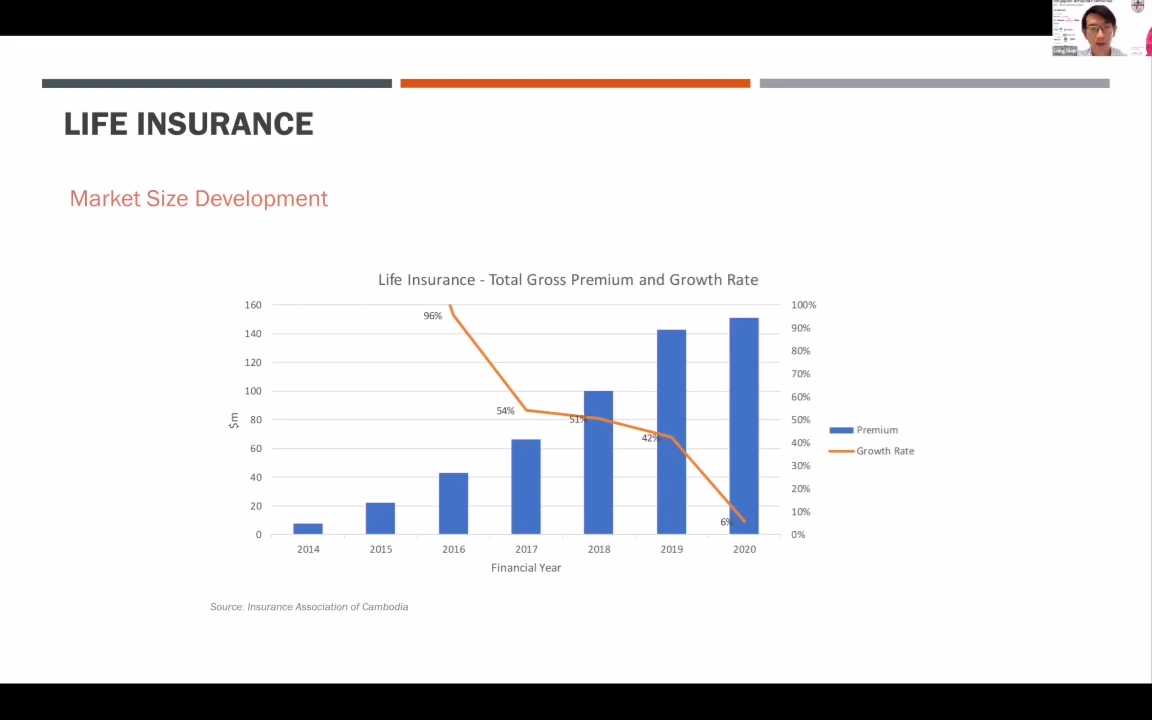 LIFE INSURANCE
Market Size Development
Life Insurance - Total Gross Premium and Growth Rate
160
140
120
100
80
60
40
20
0
$m
100%
90%
80%
70%
60%
50%
40%
30%
20%
10%
0%
96%
54%
51%
42%
6%
Premium
Growth Rate
2014 2015 2016 2017 2018 2019 2020
Financial Year
Source: Insurance Association of Cambodia